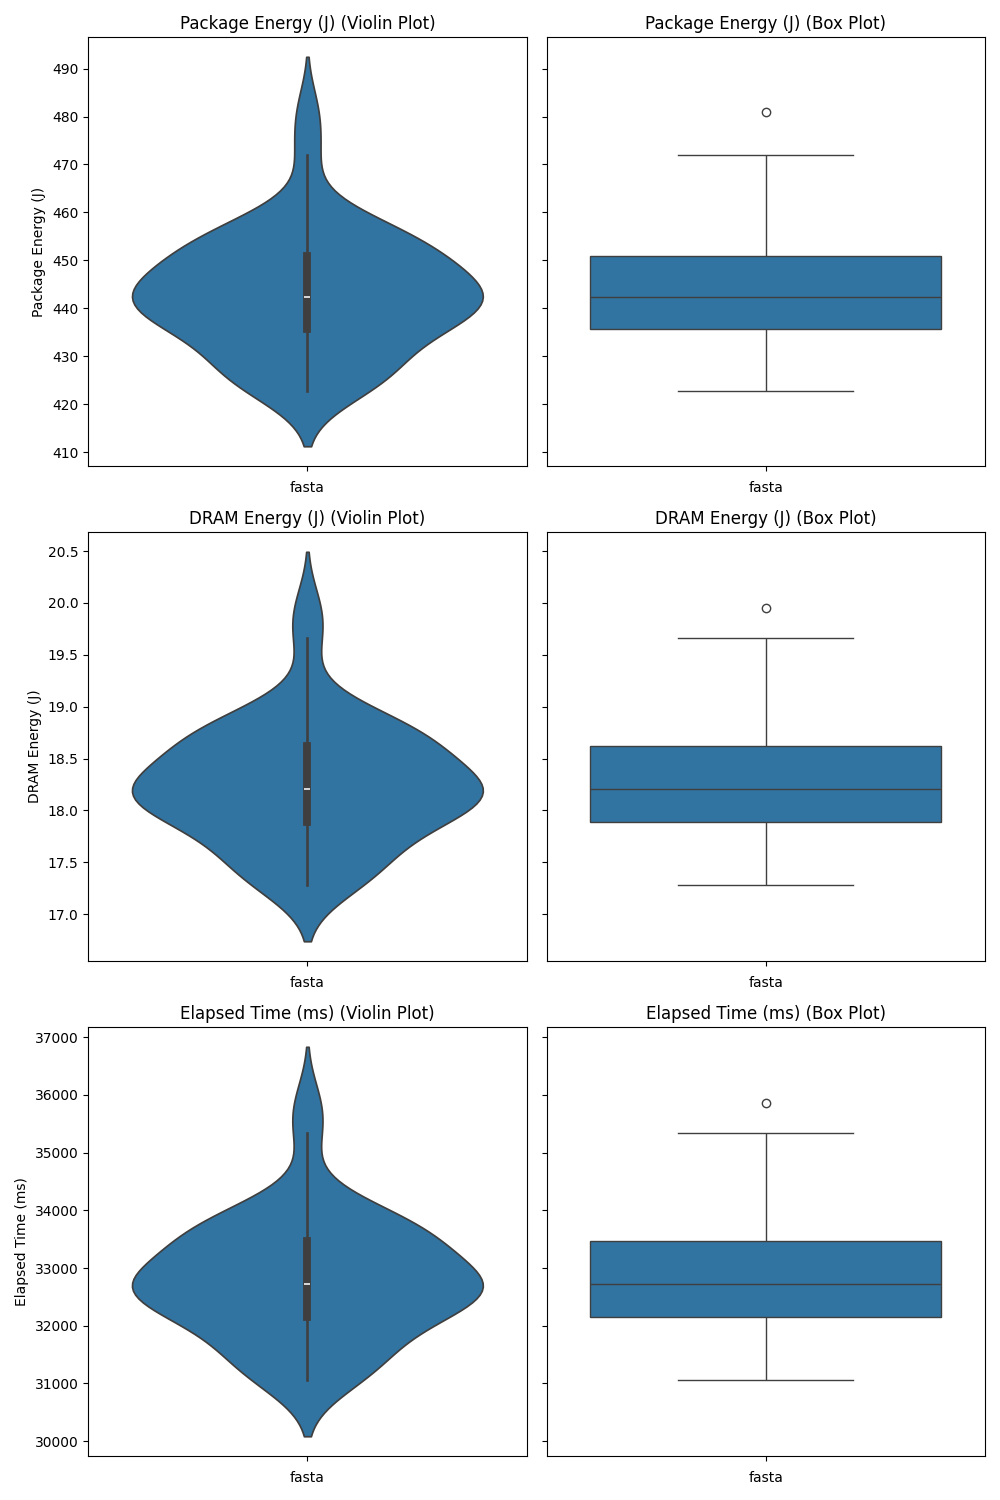 Package Energy (J) (Violin Plot)
Package Energy (J) (Box Plot)
490
480
470
460
450
440
430
420
410
Package Energy (J)
fasta
fasta
DRAM Energy (J) (Violin Plot)
DRAM Energy (J) (Box Plot)
20.5
20.0
19.5
19.0
18.5
18.0
17.5
17.0
DRAM Energy (J)
fasta
fasta
Elapsed Time (ms) (Violin Plot)
Elapsed Time (ms) (Box Plot)
37000
36000
35000
34000
33000
32000
31000
30000
Elapsed Time (ms)
fasta
fasta